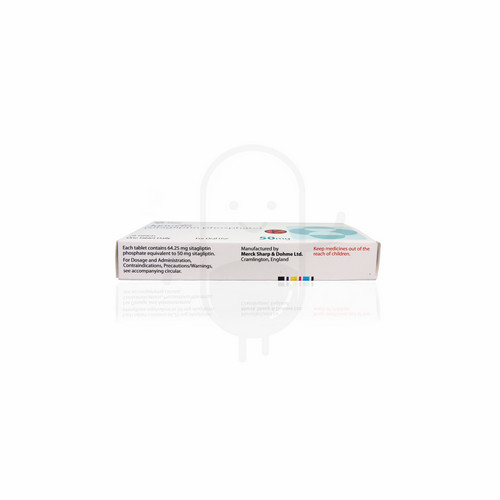 50mg
Each tablet contains 64.25 mg sitagliptin
phosphate equivalent to 50 mg sitagliptin.
For Dosage and Administration,
Contraindications, Precautions/Warnings,
see accompanying circular.
Manufactured by
Merck Sharp & Dohme Ltd.
Cramlington, England
Keep medicines out of the
reach of children.